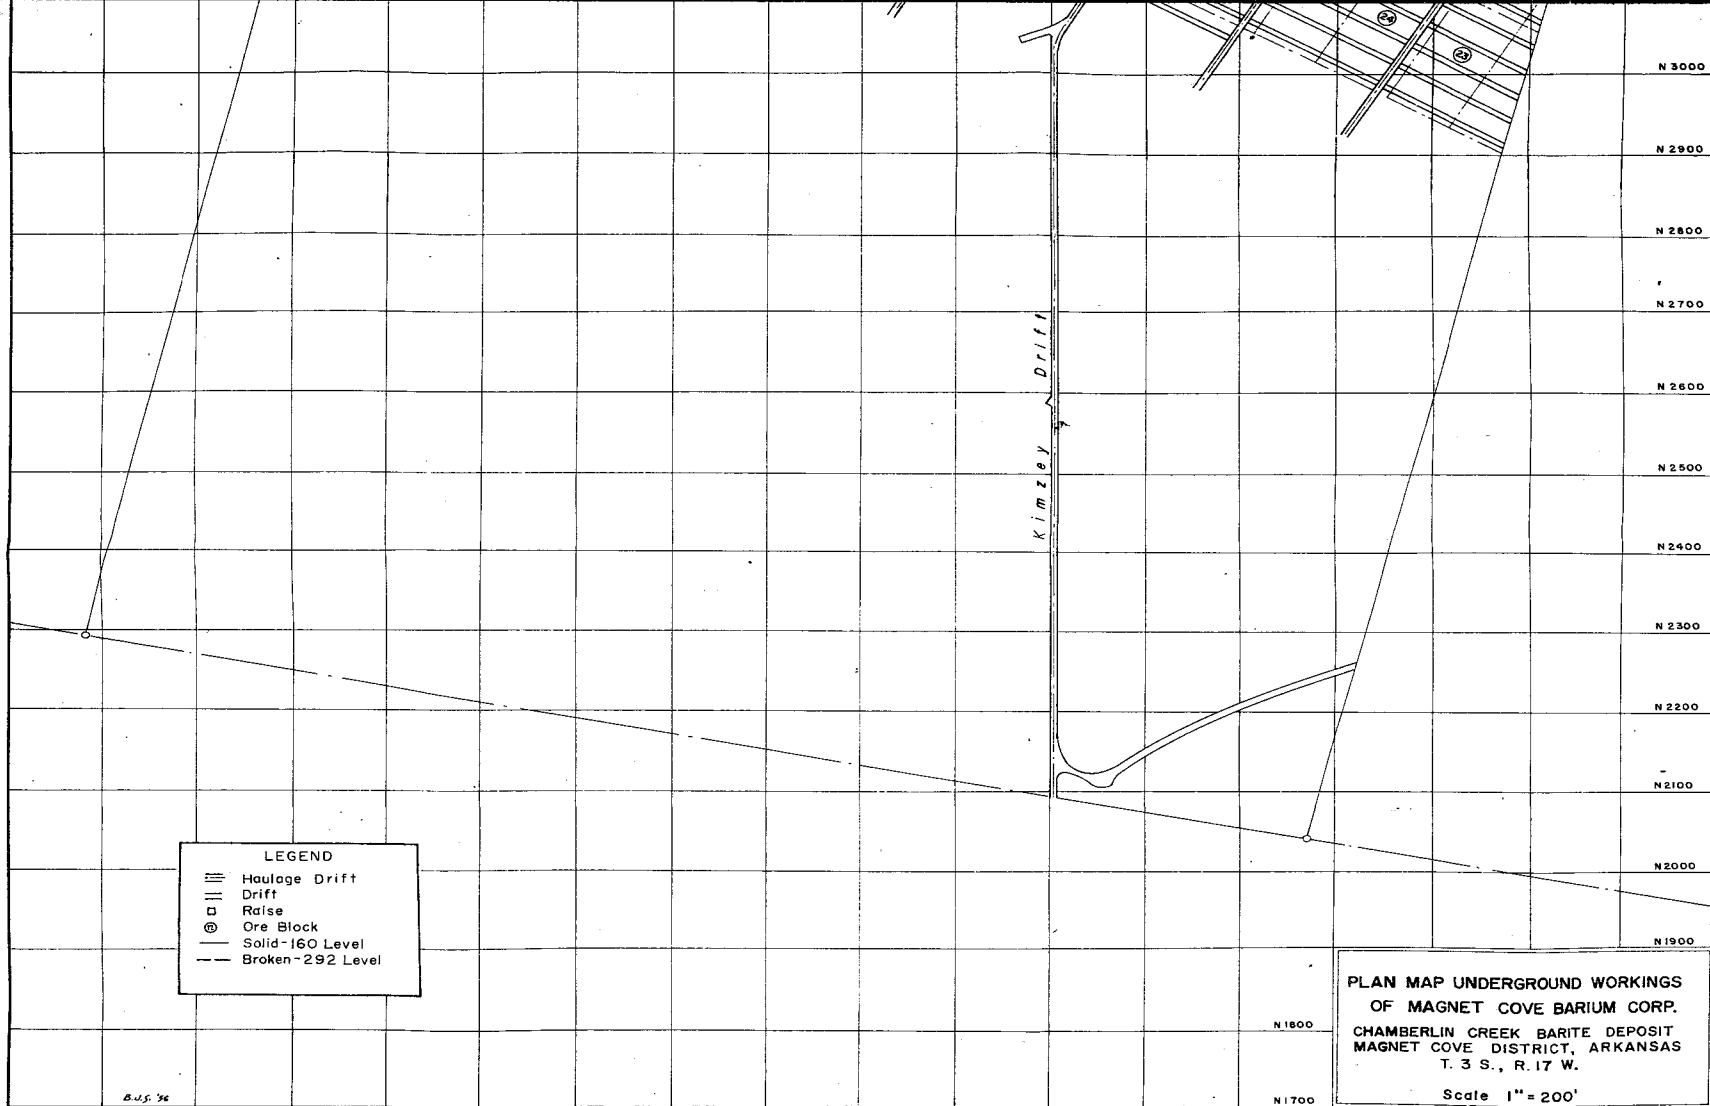 24
23
N 3000
N 2900
N 2800
N 2700
N 2600
N 2500
N 2400
N 2300
N 2200
N 2100
N 2000
N 1900
N 1800
N 1700
Kimzey Drift
LEGEND
Haulage Drift
Drift
Raise
Ore Block
Solid-160 Level
Broken-292 Level
PLAN MAP UNDERGROUND WORKINGS
OF MAGNET COVE BARIUM CORP.
CHAMBERLIN CREEK BARITE DEPOSIT
MAGNET COVE DISTRICT, ARKANSAS
T. 3 S., R. 17 W.
Scale 1" = 200'
B.J.S. '56